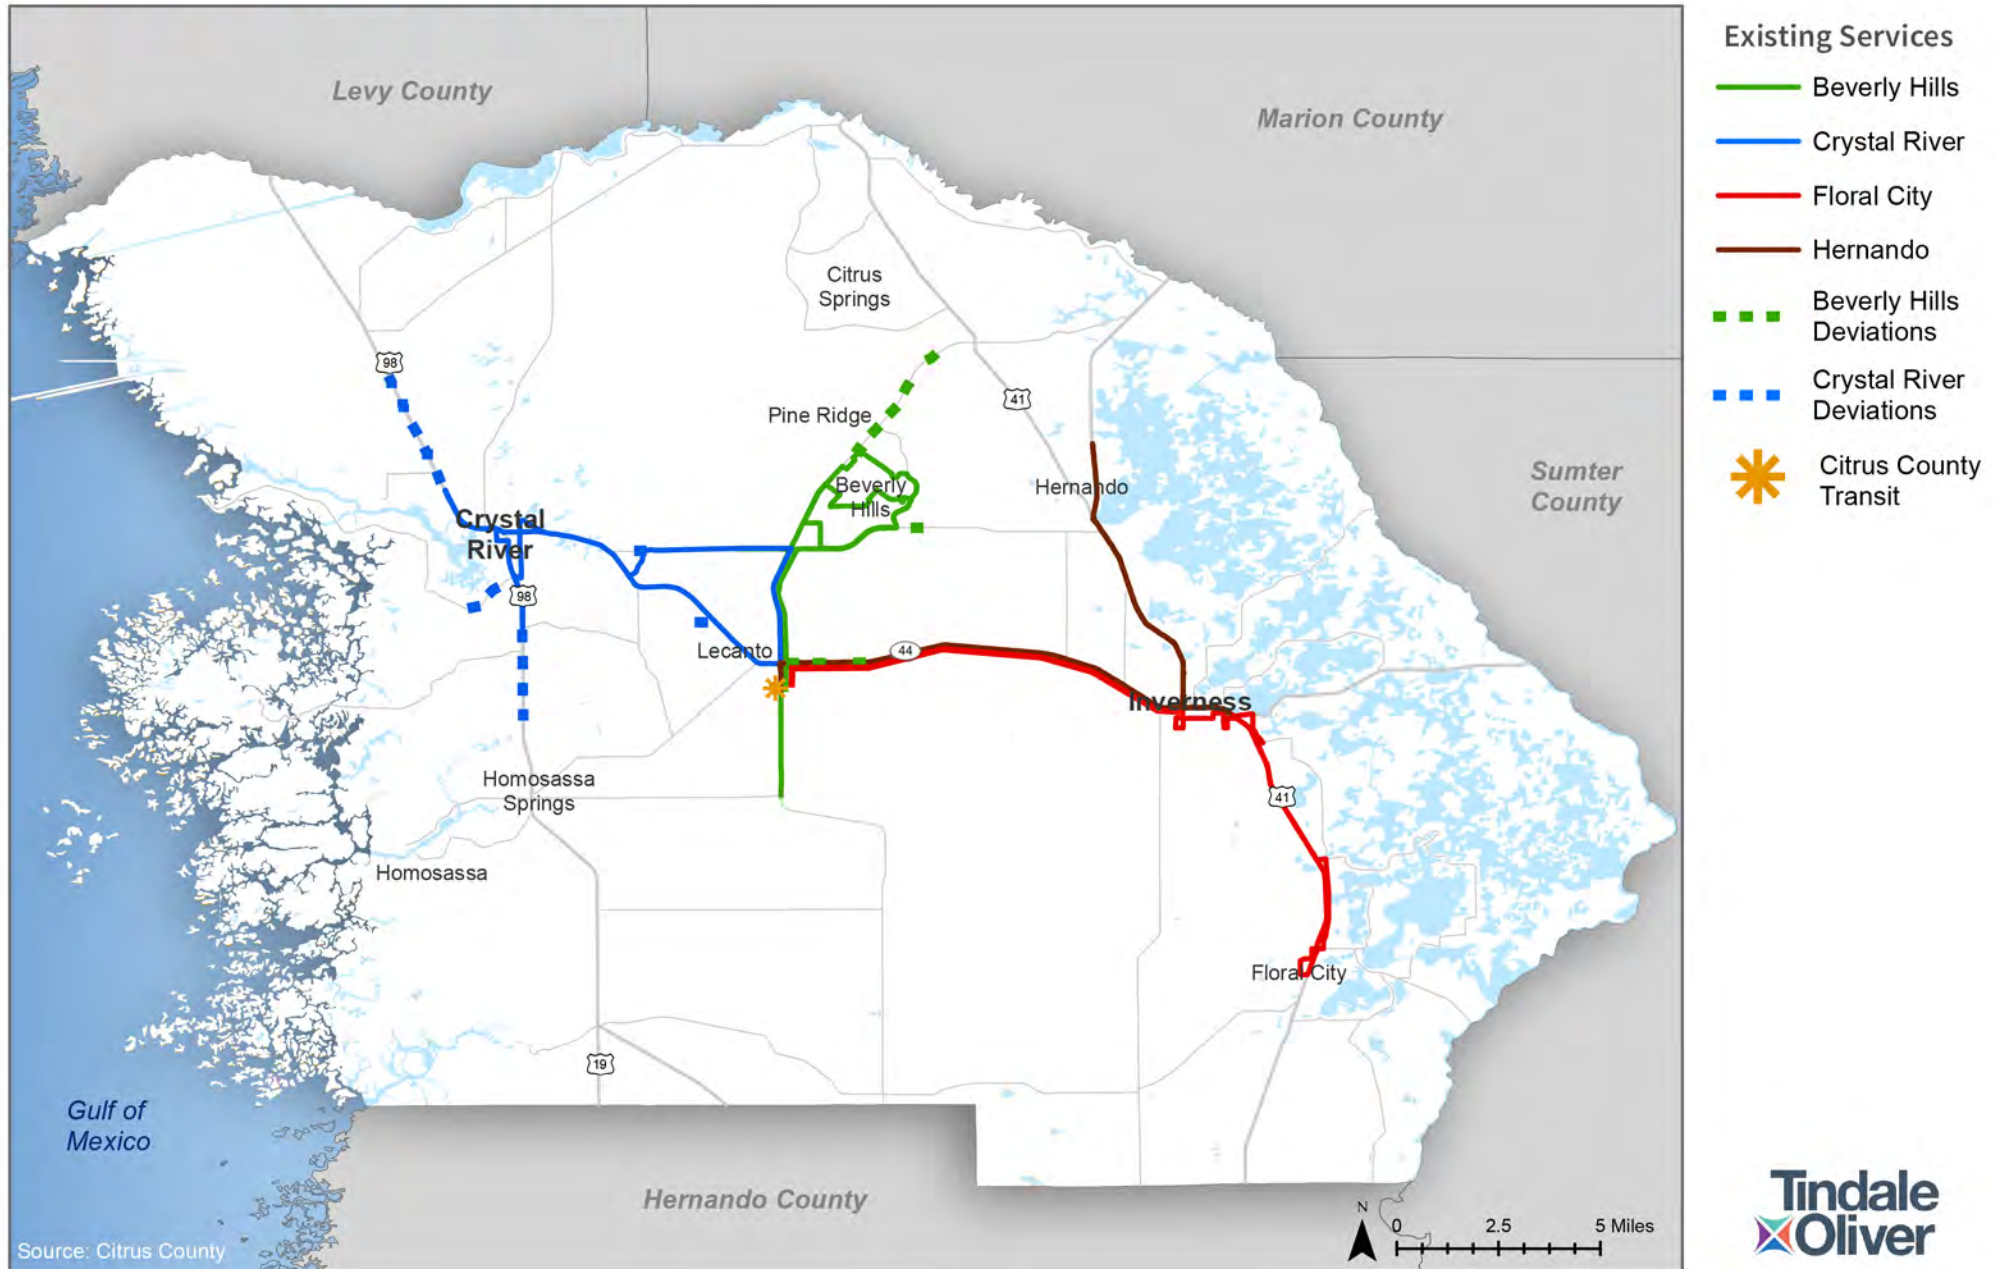 Levy County
Marion County
Citrus
Springs
98
Pine Ridge
41
Beverly
Hills
Hernando
Sumter
County
Crystal
River
98
Lecanto
44
Inverness
Homosassa
Springs
41
Homosassa
Floral City
19
Gulf of
Mexico
Hernando County
N
0 2.5 5 Miles
Source: Citrus County
Existing Services
Beverly Hills
Crystal River
Floral City
Hernando
Beverly Hills
Deviations
Crystal River
Deviations
Citrus County
Transit
Tindale
Oliver